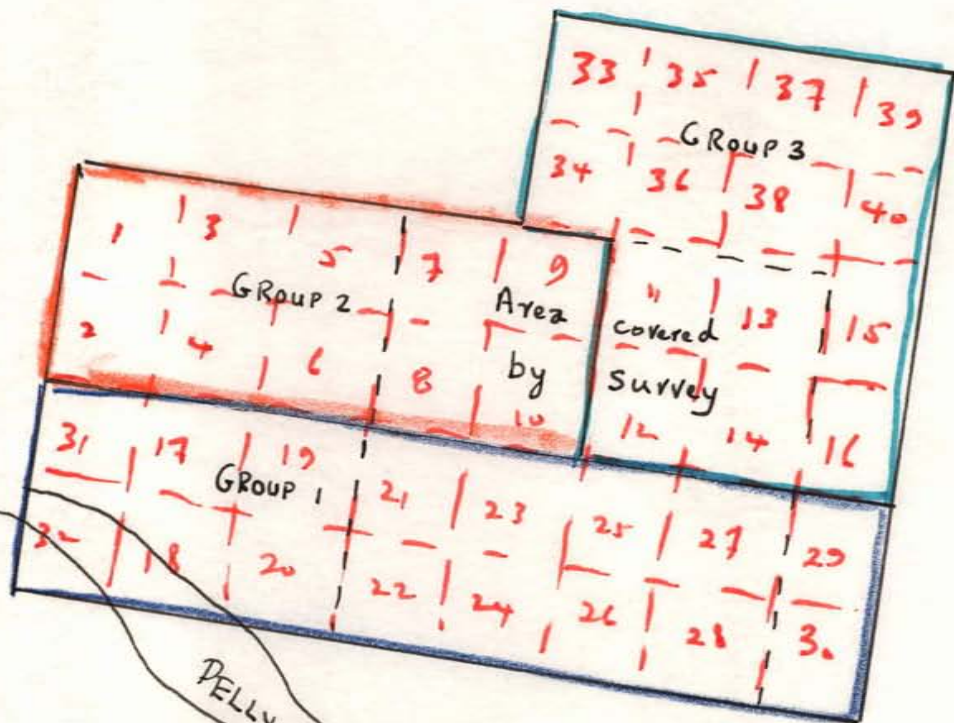 33 35 37 39
GROUP 3
34 36 38 40
1 3 5 7 9
GROUP 2 Area covered
11 13 15
2 4 6 8 10 by Survey
12 14 16
31 17 19 21 23 25 27 29
GROUP 1
32 18 20 22 24 26 28 30
PELLY